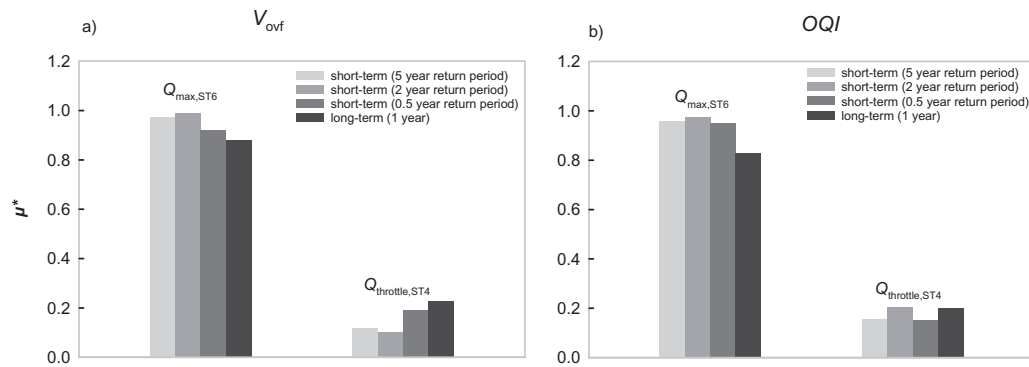 a)
V_ovf
μ*
1.2
1.0
0.8
0.6
0.4
0.2
0.0
Q_max,ST6
Q_throttle,ST4
short-term (5 year return period)
short-term (2 year return period)
short-term (0.5 year return period)
long-term (1 year)
b)
OQI
1.2
1.0
0.8
0.6
0.4
0.2
0.0
Q_max,ST6
Q_throttle,ST4
short-term (5 year return period)
short-term (2 year return period)
short-term (0.5 year return period)
long-term (1 year)